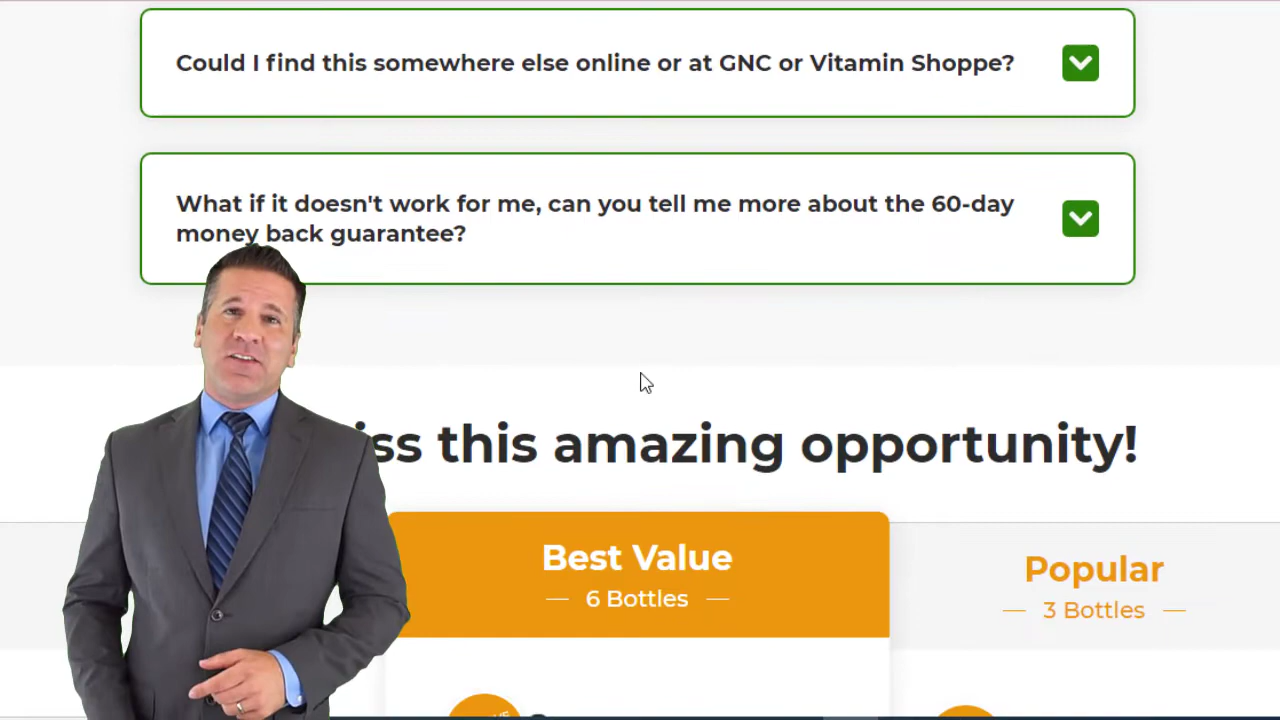 Could I find this somewhere else online or at GNC or Vitamin Shoppe?
What if it doesn't work for me, can you tell me more about the 60-day
money back guarantee?
this amazing opportunity!
Best Value
6 Bottles
Popular
3 Bottles